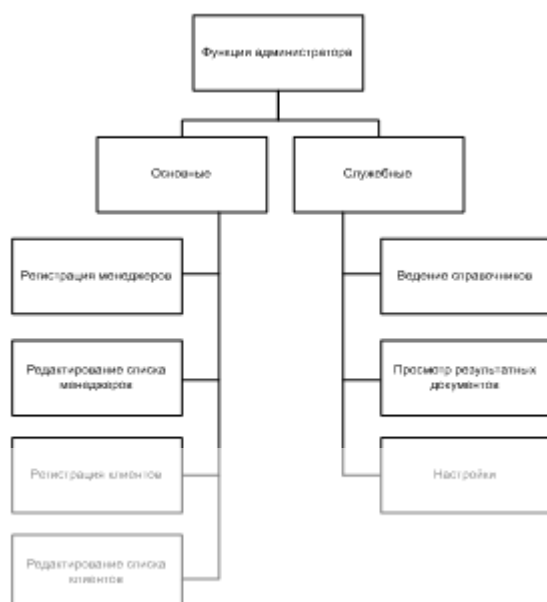 Функции администратора
Основные
Служебные
Регистрация менеджеров
Ведение справочников
Редактирование списка
менеджеров
Просмотр результатных
документов
Регистрация клиентов
Настройки
Редактирование списка
клиентов